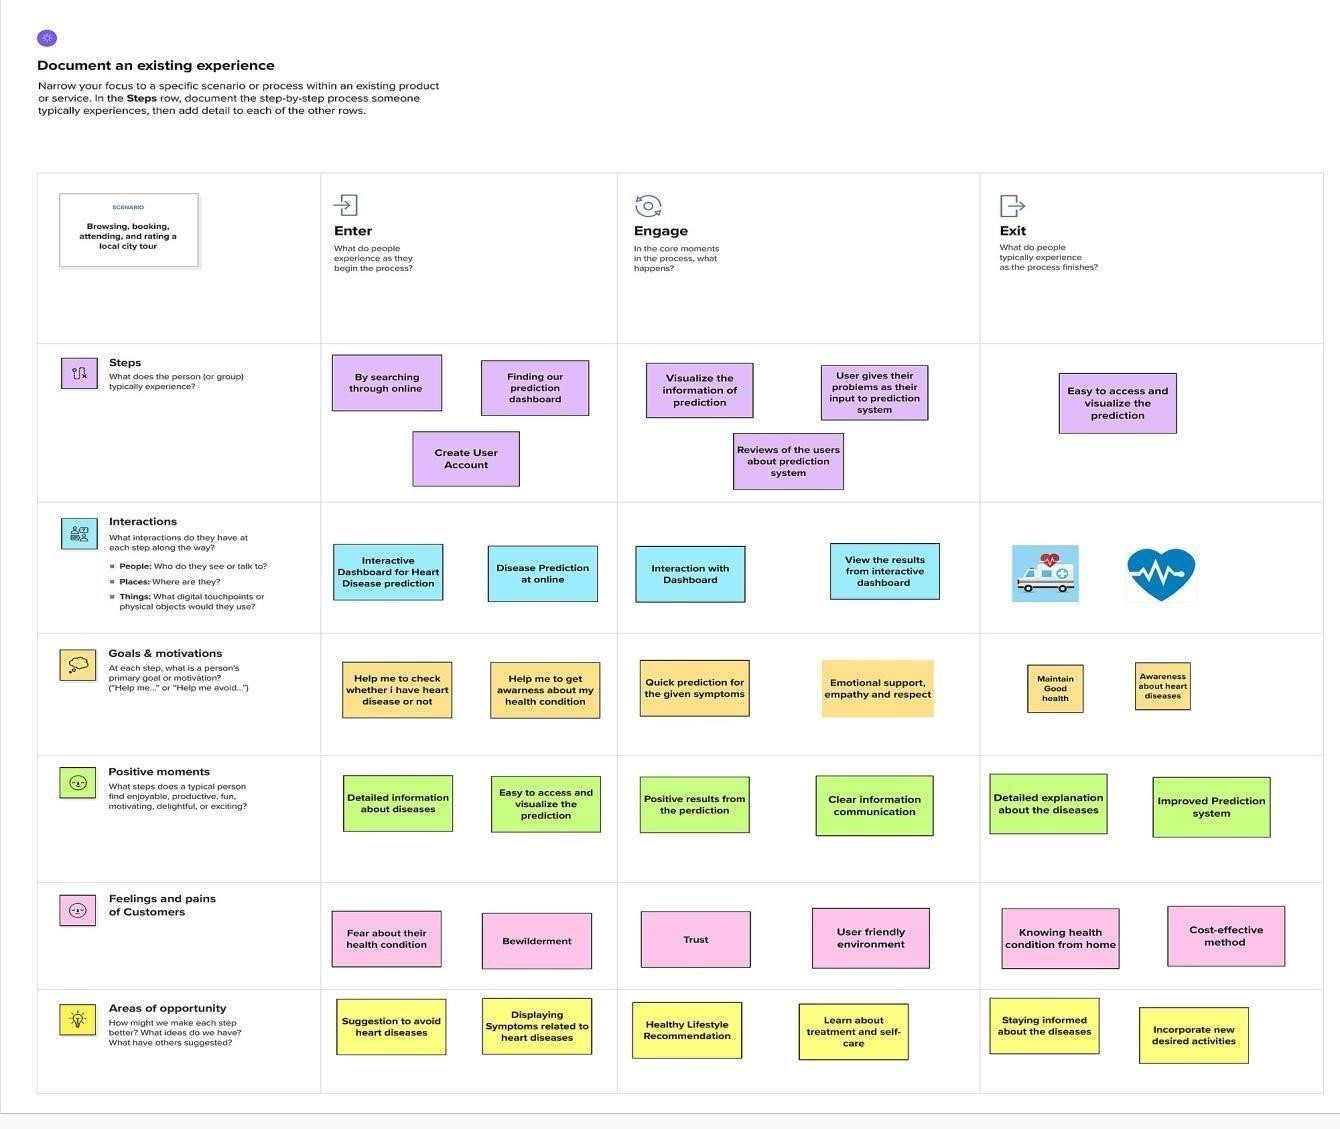 Document an existing experience
Narrow your focus to a specific scenario or process within an existing product
or service. In the Steps row, document the step-by-step process someone
typically experiences, then add detail to each of the other rows.
SCENARIO
Browsing, booking,
attending, and rating a
local city tour
Enter
What do people
experience as they
begin the process?
Engage
In the core moments
in the process, what
happens?
Exit
What do people
typically experience
as the process finishes?
Steps
What does the person (or group)
typically experience?
By searching
through online
Finding our
prediction
dashboard
Create User
Account
Visualize the
information of
prediction
User gives their
problems as their
input to prediction
system
Reviews of the users
about prediction
system
Easy to access and
visualize the
prediction
Interactions
What interactions do they have at
each step along the way?
People: Who do they see or talk to?
Places: Where are they?
Things: What digital touchpoints or
physical objects would they use?
Interactive
Dashboard for Heart
Disease prediction
Disease Prediction
at online
Interaction with
Dashboard
View the results
from interactive
dashboard
Goals & motivations
At each step, what is a person's
primary goal or motivation?
("Help me..." or "Help me avoid...")
Help me to check
whether i have heart
disease or not
Help me to get
awarness about my
health condition
Quick prediction for
the given symptoms
Emotional support,
empathy and respect
Maintain
Good
health
Awareness
about heart
diseases
Positive moments
What steps does a typical person
find enjoyable, productive, fun,
motivating, delightful, or exciting?
Detailed information
about diseases
Easy to access and
visualize the
prediction
Positive results from
the perdiction
Clear information
communication
Detailed explanation
about the diseases
Improved Prediction
system
Feelings and pains
of Customers
Fear about their
health condition
Bewilderment
Trust
User friendly
environment
Knowing health
condition from home
Cost-effective
method
Areas of opportunity
How might we make each step
better? What ideas do we have?
What have others suggested?
Suggestion to avoid
heart diseases
Displaying
Symptoms related to
heart diseases
Healthy Lifestyle
Recommendation
Learn about
treatment and self-
care
Staying informed
about the diseases
Incorporate new
desired activities